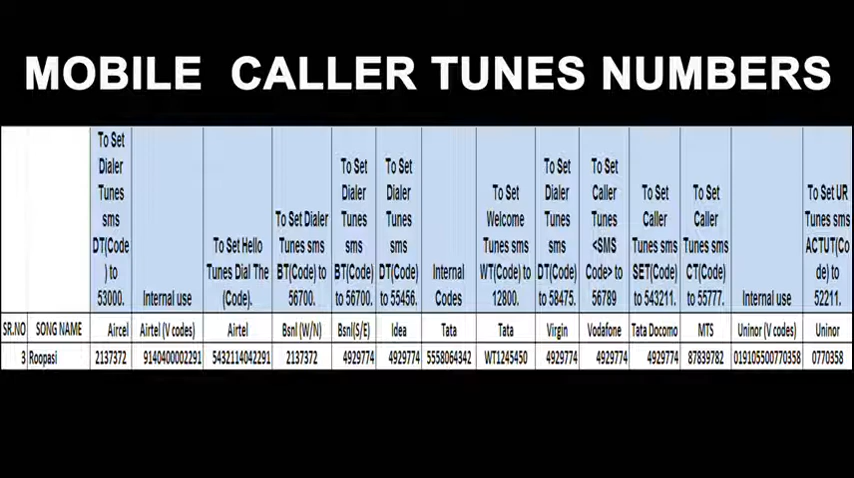 MOBILE CALLER TUNES NUMBERS
To Set Dialer Tunes sms DT(Code ) to 53000.
Internal use
To Set Hello Tunes Dial The (Code).
To Set Dialer Tunes sms BT(Code) to 56700.
To Set Dialer Tunes sms BT(Code) to 56700.
To Set Dialer Tunes sms DT(Code) to 55456.
Internal Codes
To Set Welcome Tunes sms WT(Code) to 12800.
To Set Dialer Tunes sms DT(Code) to 58475.
To Set Caller Tunes <SMS Code> to 56789
To Set Caller Tunes sms SET(Code) to 543211.
To Set Caller Tunes sms CT(Code) to 55777.
Internal use
To Set UR Tunes sms ACTUT(Co de) to 52211.
SR.NO SONG NAME Aircel Airtel (V codes) Airtel Bsnl (W/N) Bsnl(S/E) Idea Tata Tata Virgin Vodafone Tata Docomo MTS Uninor (V codes) Uninor
3 Roopasi 2137372 9140400002291 5432114042291 2137372 4929774 4929774 5558064342 WT1245450 4929774 4929774 4929774 87839782 019105500770358 0770358